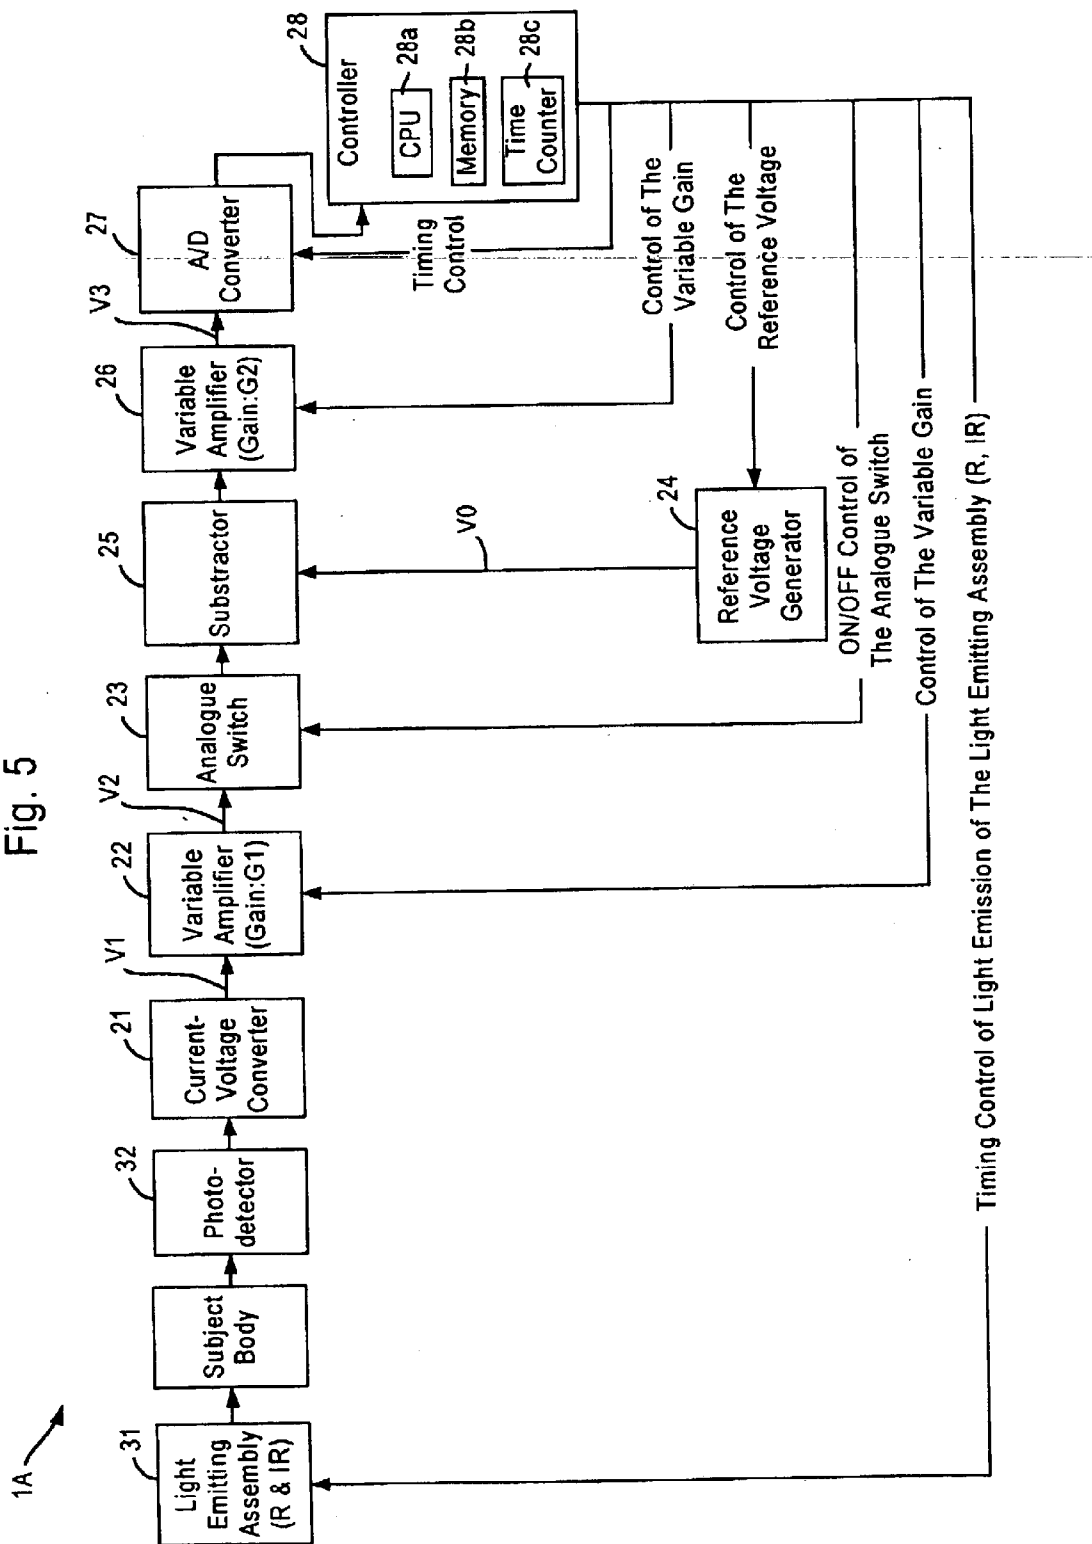 Fig. 5
1A
31
Light
Emitting
Assembly
(R & IR)
Subject
Body
32
Photo-
detector
21
Current-
Voltage
Converter
V1
22
Variable
Amplifier
(Gain:G1)
V2
23
Analogue
Switch
25
Substractor
26
Variable
Amplifier
(Gain:G2)
V3
27
A/D
Converter
28
Controller
CPU
28a
Memory
28b
Time
Counter
28c
Timing
Control
Control of The
Variable Gain
Control of The
Reference Voltage
V0
24
Reference
Voltage
Generator
ON/OFF Control of
The Analogue Switch
Control of The Variable Gain
Timing Control of Light Emission of The Light Emitting Assembly (R, IR)